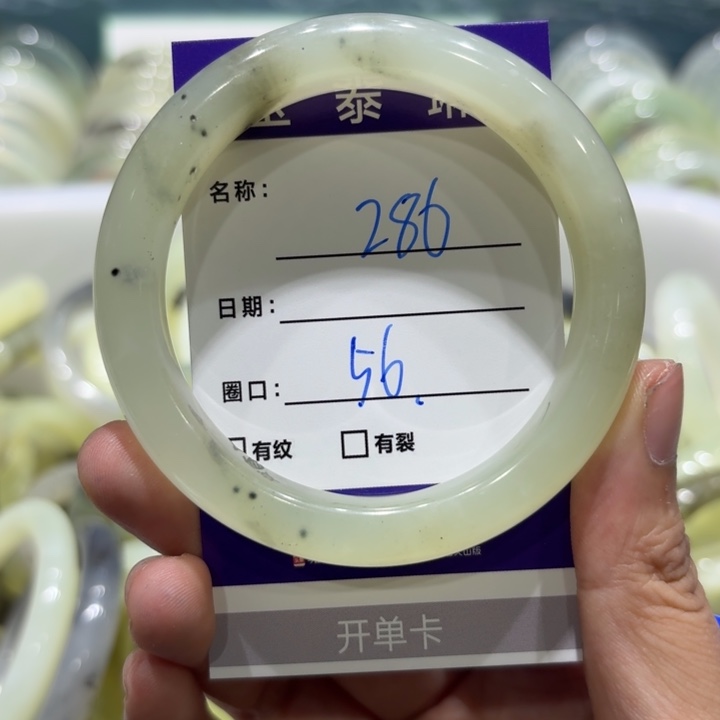 泰
名称: 286
日期:
圈口: 56.
有纹 有裂
开单卡